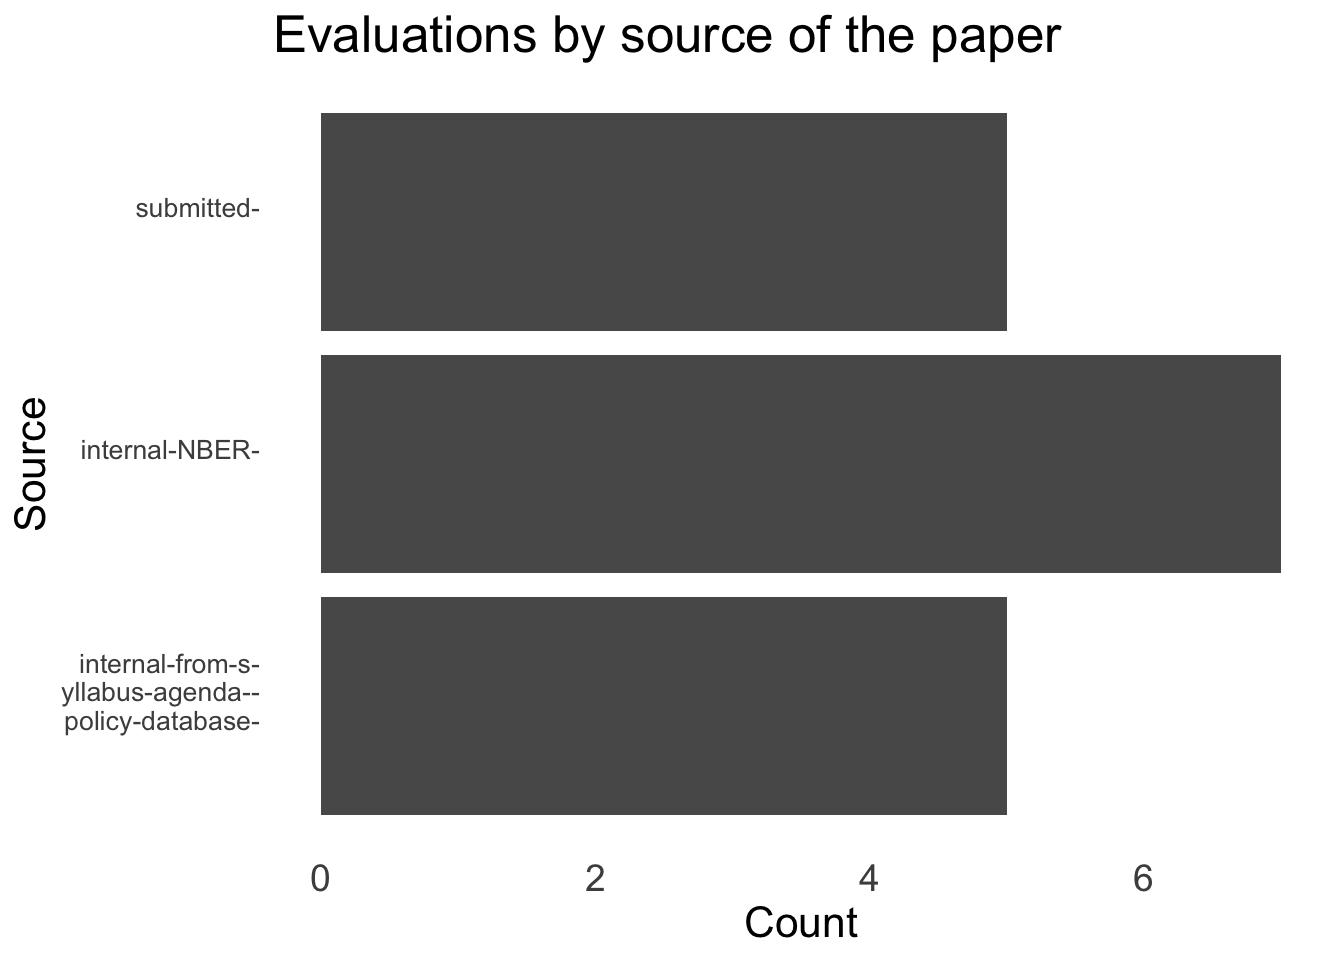 Evaluations by source of the paper
submitted-
internal-NBER-
internal-from-s-
yllabus-agenda--
policy-database-
Source
0 2 4 6
Count